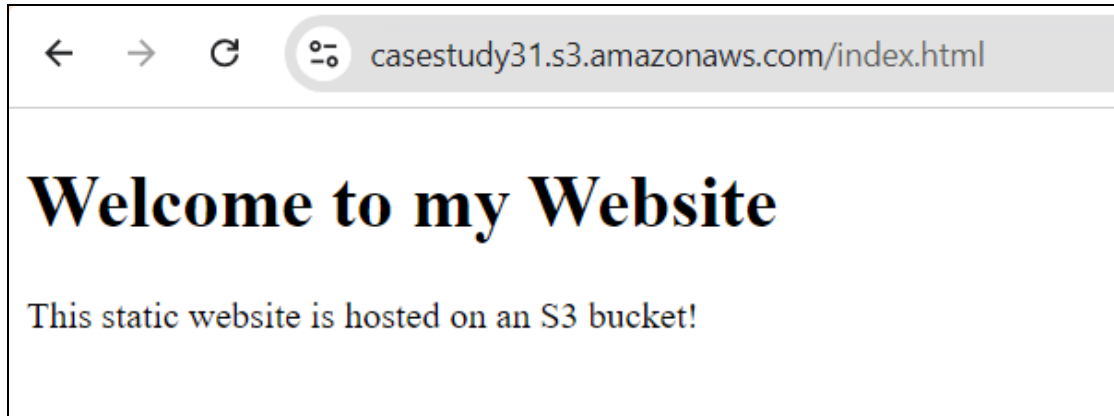 casestudy31.s3.amazonaws.com/index.html
Welcome to my Website
This static website is hosted on an S3 bucket!